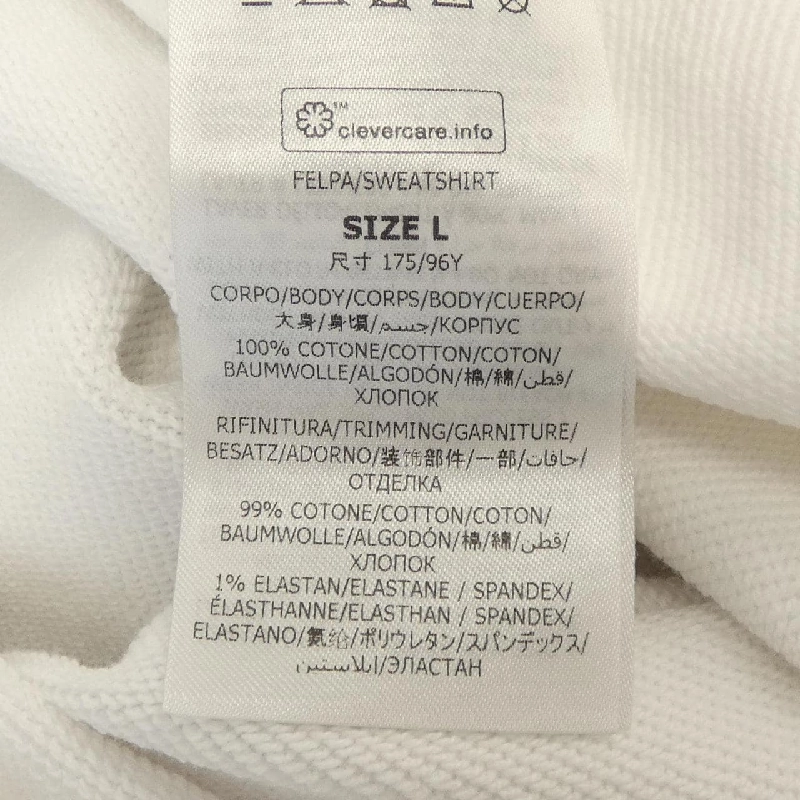 TM
clevercare.info
FELPA/SWEATSHIRT
SIZE L
尺寸 175/96Y
CORPO/BODY/CORPS/BODY/CUERPO/
大身/身頃/جسم/КОРПУС
100% COTONE/COTTON/COTON/
BAUMWOLLE/ALGODÓN/棉/綿/قطن/
ХЛОПОК
RIFINITURA/TRIMMING/GARNITURE/
BESATZ/ADORNO/装饰部件/一部/حافات/
ОТДЕЛКА
99% COTONE/COTTON/COTON/
BAUMWOLLE/ALGODÓN/棉/綿/قطن/
ХЛОПОК
1% ELASTAN/ELASTANE / SPANDEX/
ÉLASTHANNE/ELASTHAN / SPANDEX/
ELASTANO/氨纶/ポリウレタン/スパンデックス/
ايلاستين/ЭЛАСТАН